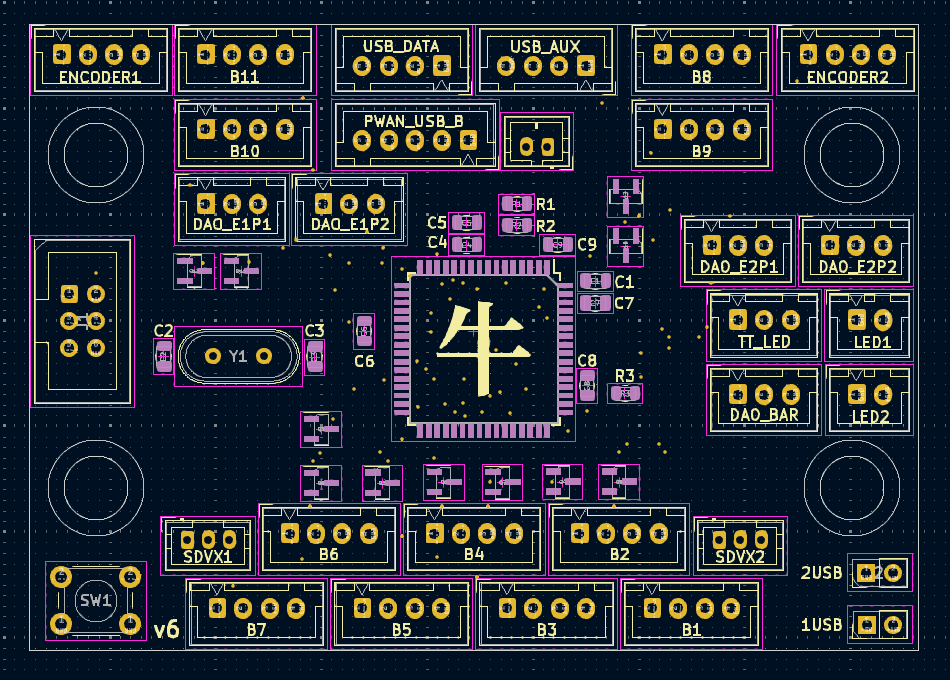 ENCODER1
B11
USB_DATA
USB_AUX
B8
ENCODER2
B10
PWAN_USB_B
B9
DAO_E1P1
DAO_E1P2
R1
R2
C5
C4
C9
DAO_E2P1
DAO_E2P2
C1
C7
牛
C2
Y1
C3
C6
TT_LED
LED1
C8
R3
DAO_BAR
LED2
SDVX1
B6
B4
B2
SDVX2
2USB
SW1
v6
B7
B5
B3
B1
1USB